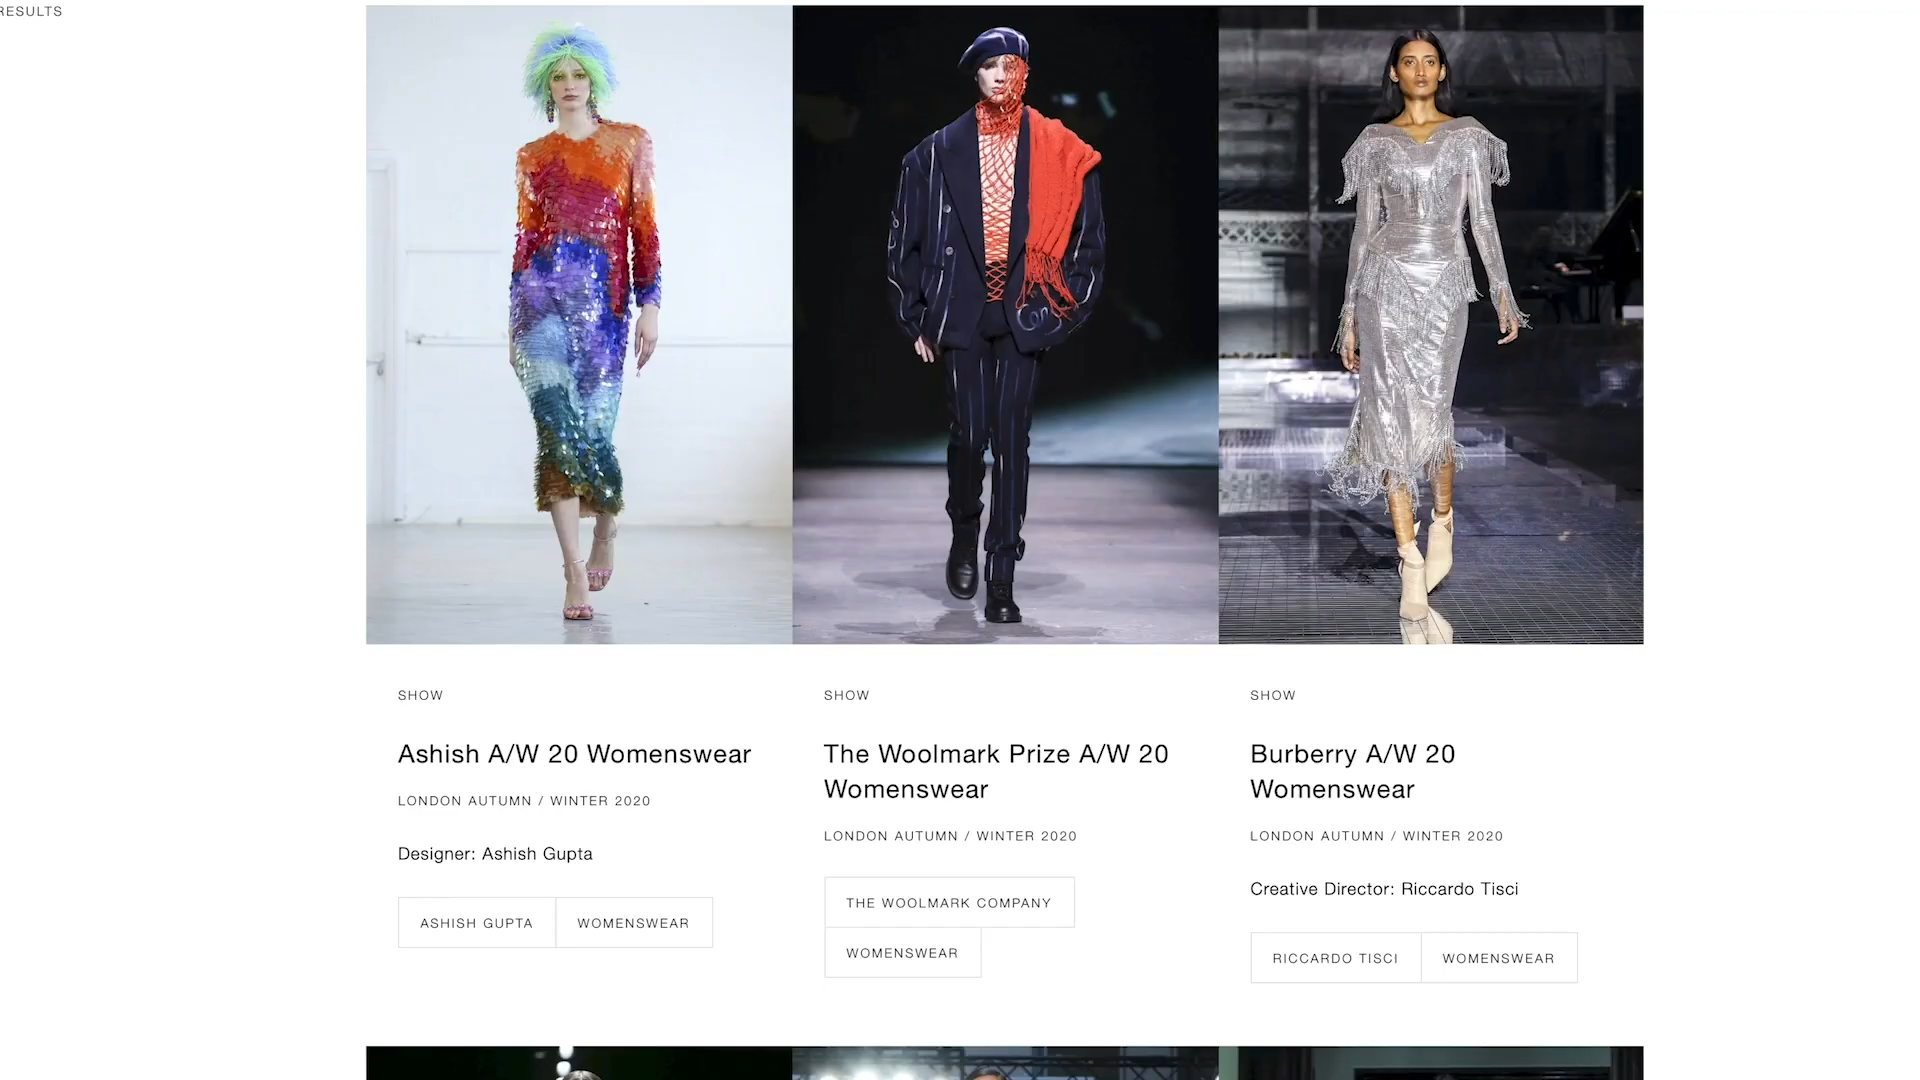 RESULTS
SHOW
Ashish A/W 20 Womenswear
LONDON AUTUMN / WINTER 2020
Designer: Ashish Gupta
ASHISH GUPTA
WOMENSWEAR
SHOW
The Woolmark Prize A/W 20
Womenswear
LONDON AUTUMN / WINTER 2020
THE WOOLMARK COMPANY
WOMENSWEAR
SHOW
Burberry A/W 20
Womenswear
LONDON AUTUMN / WINTER 2020
Creative Director: Riccardo Tisci
RICCARDO TISCI
WOMENSWEAR